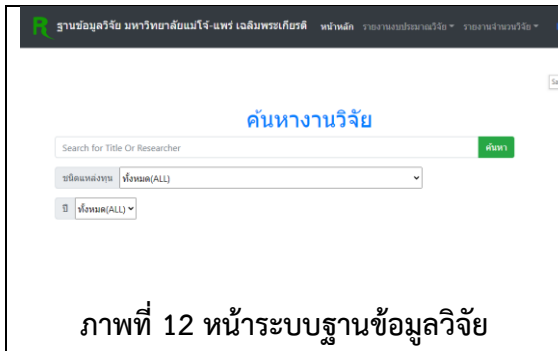 R ฐานข้อมูลวิจัย มหาวิทยาลัยแม่โจ้-แพร่ เฉลิมพระเกียรติ หน้าหลัก รายงานงบประมาณวิจัย รายงานจำนวนวิจัย
ค้นหางานวิจัย
Search for Title Or Researcher ค้นหา
ชนิดแหล่งทุน ทั้งหมด(ALL)
ปี ทั้งหมด(ALL)
ภาพที่ 12 หน้าระบบฐานข้อมูลวิจัย